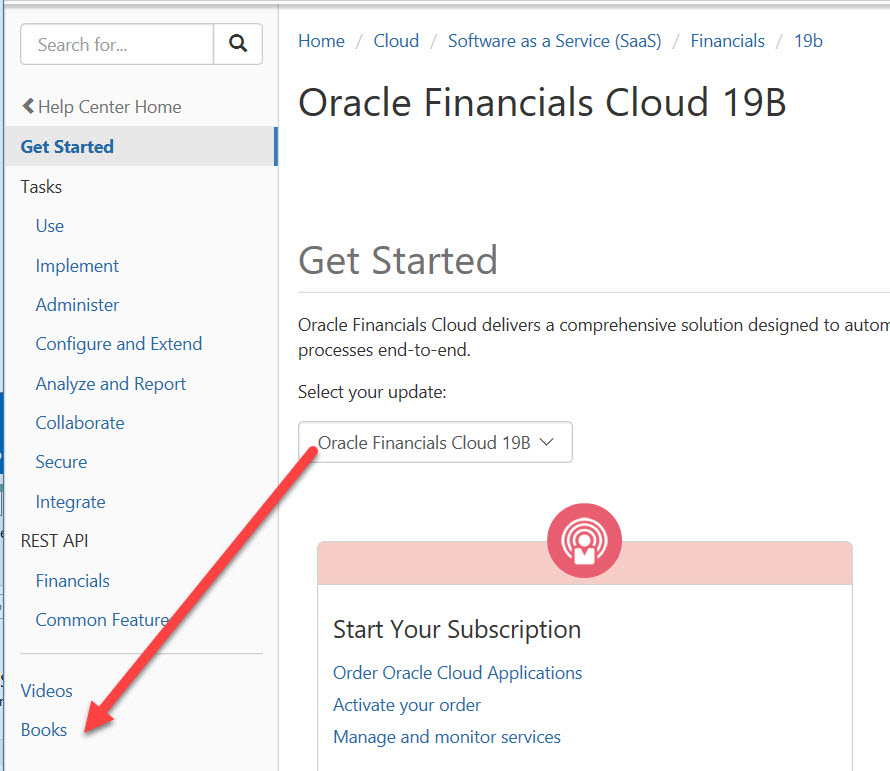 Search for...
Help Center Home
Get Started
Tasks
Use
Implement
Administer
Configure and Extend
Analyze and Report
Collaborate
Secure
Integrate
REST API
Financials
Common Feature
Videos
Books
Home / Cloud / Software as a Service (SaaS) / Financials / 19b
Oracle Financials Cloud 19B
Get Started
Oracle Financials Cloud delivers a comprehensive solution designed to autom
processes end-to-end.
Select your update:
Oracle Financials Cloud 19B
Start Your Subscription
Order Oracle Cloud Applications
Activate your order
Manage and monitor services